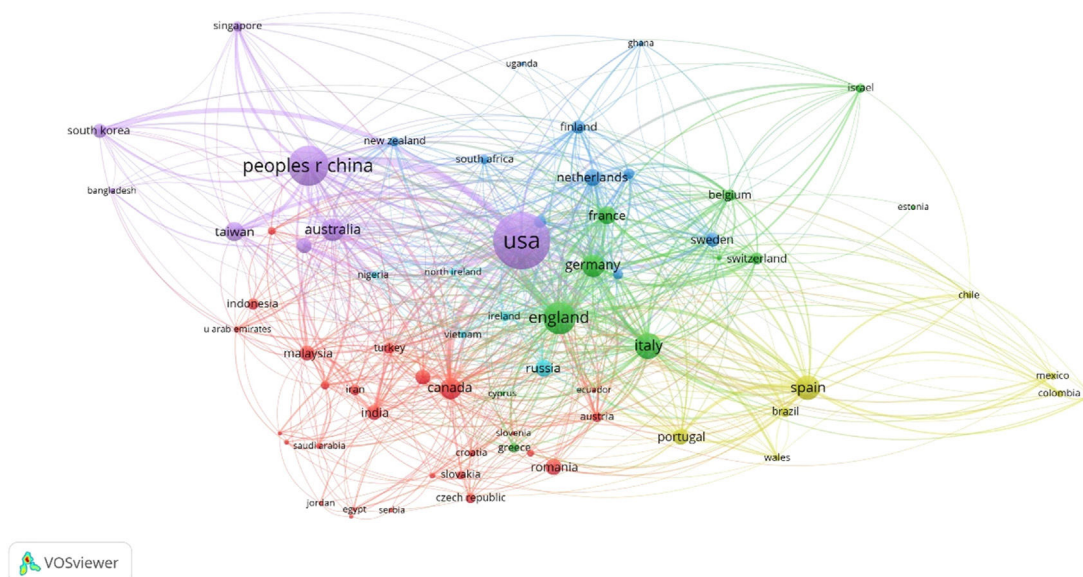 singapore
ghana
uganda
israel
south korea
finland
new zealand
south africa
peoples r china
netherlands
bangladesh
belgium
estonia
france
taiwan
australia
usa
sweden
switzerland
germany
nigeria
north ireland
chile
indonesia
ireland
england
u arab emirates
vietnam
italy
malaysia
turkey
russia
mexico
iran
canada
cyprus
ecuador
spain
colombia
india
brazil
austria
slovenia
portugal
saudi arabia
greece
croatia
wales
romania
slovakia
czech republic
jordan
egypt
serbia
VOSviewer